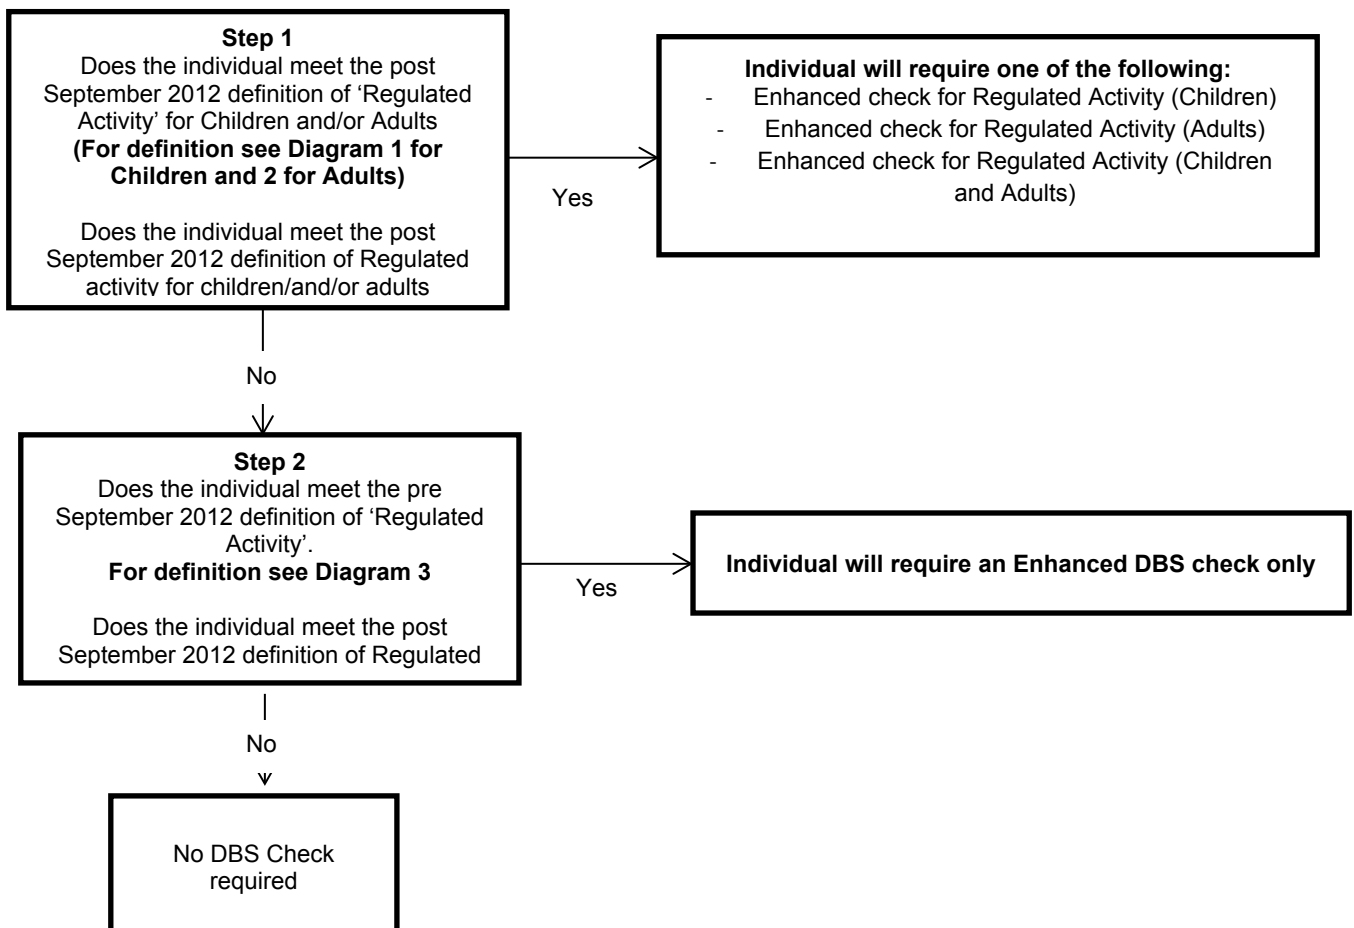 Step 1
Does the individual meet the post
September 2012 definition of ‘Regulated
Activity’ for Children and/or Adults
(For definition see Diagram 1 for
Children and 2 for Adults)
Does the individual meet the post
September 2012 definition of Regulated
activity for children/and/or adults
Yes
Individual will require one of the following:
- Enhanced check for Regulated Activity (Children)
- Enhanced check for Regulated Activity (Adults)
- Enhanced check for Regulated Activity (Children
and Adults)
No
Step 2
Does the individual meet the pre
September 2012 definition of ‘Regulated
Activity’.
For definition see Diagram 3
Does the individual meet the post
September 2012 definition of Regulated
Yes
Individual will require an Enhanced DBS check only
No
No DBS Check
required